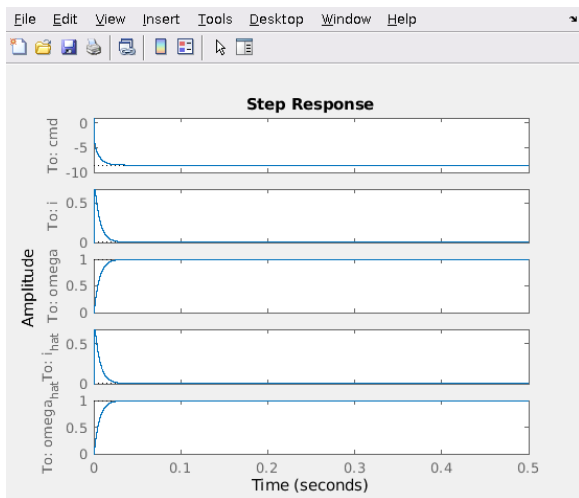 File Edit View Insert Tools Desktop Window Help
Step Response
To: cmd
0
-5
-10
To: i
0.5
0
To: omega
1
0.5
0
Amplitude
To: i_hat
0.5
0
To: omega_hat
1
0.5
0
0 0.1 0.2 0.3 0.4 0.5
Time (seconds)